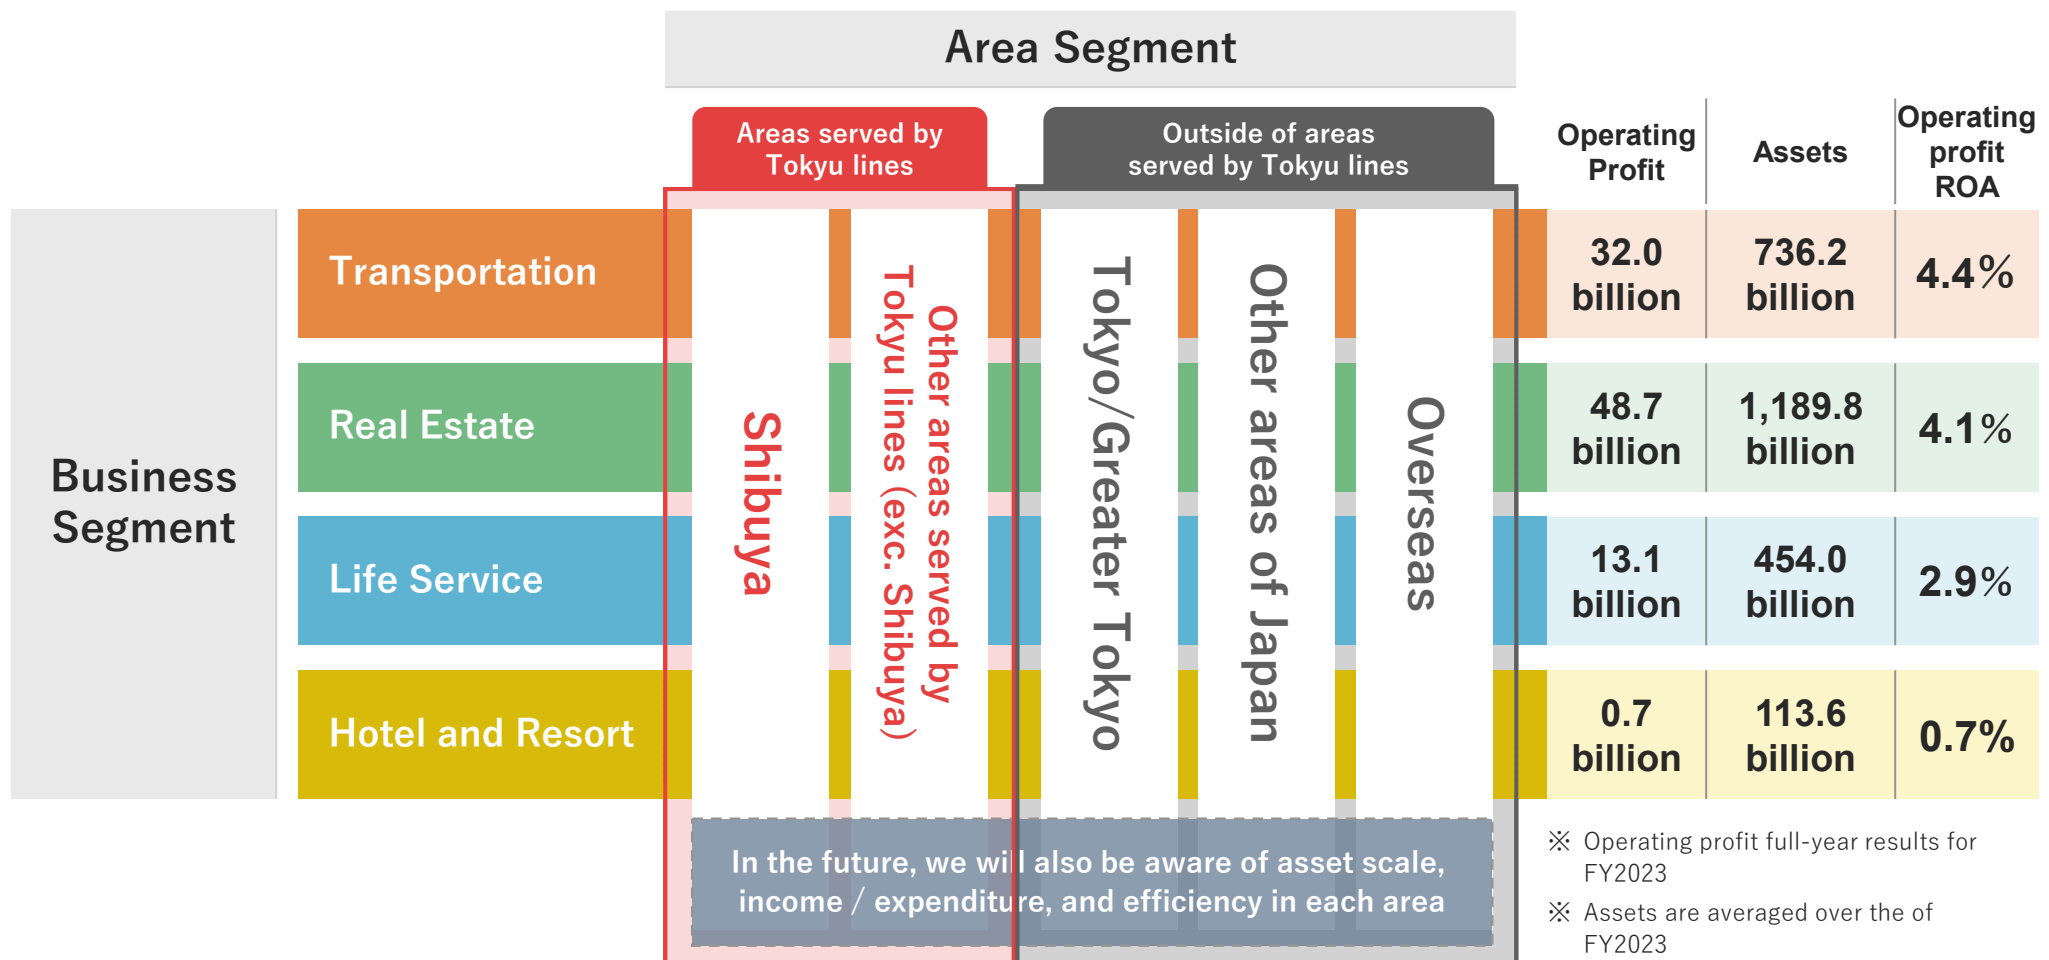 Area Segment
Areas served by
Tokyu lines
Outside of areas
served by Tokyu lines
Operating
Profit
Assets
Operating
profit
ROA
Business
Segment
Transportation
Real Estate
Life Service
Hotel and Resort
Shibuya
Other areas served by
Tokyu lines (exc. Shibuya)
Tokyo/Greater Tokyo
Other areas of Japan
Overseas
32.0
billion
736.2
billion
4.4%
48.7
billion
1,189.8
billion
4.1%
13.1
billion
454.0
billion
2.9%
0.7
billion
113.6
billion
0.7%
In the future, we will also be aware of asset scale,
income / expenditure, and efficiency in each area
※ Operating profit full-year results for
FY2023
※ Assets are averaged over the of
FY2023